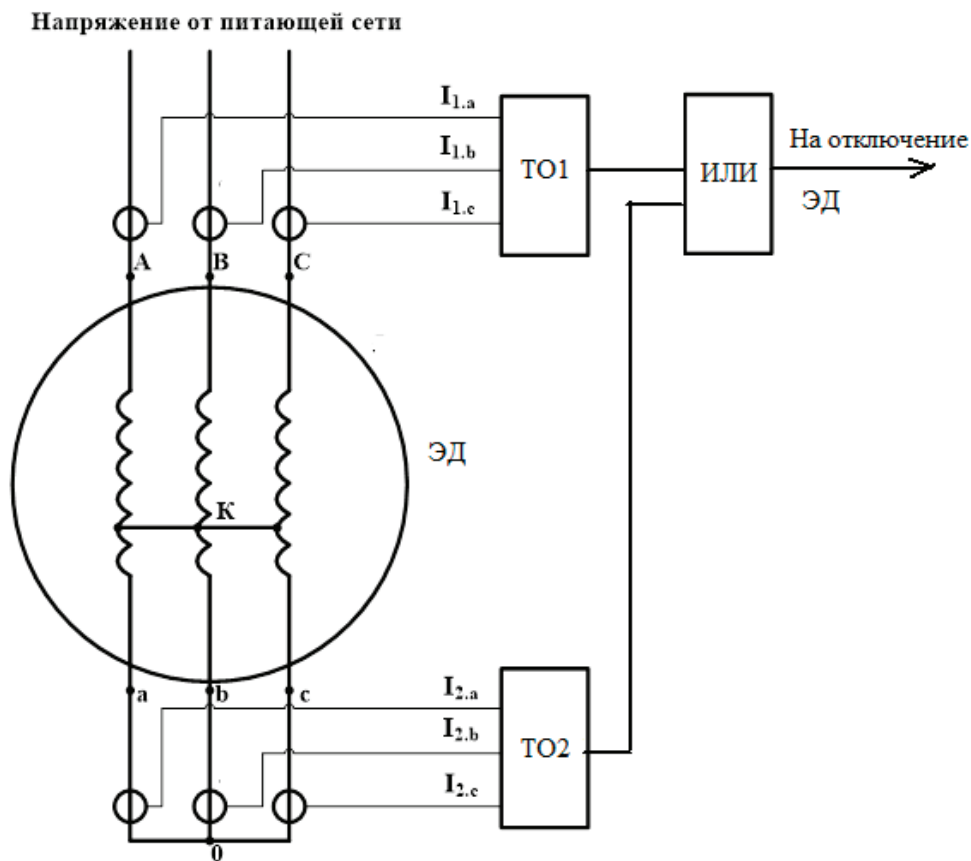 Напряжение от питающей сети
I1.a
I1.b
I1.c
ТО1
ИЛИ
На отключение
ЭД
A
B
C
ЭД
К
a
b
c
I2.a
I2.b
I2.c
ТО2
0